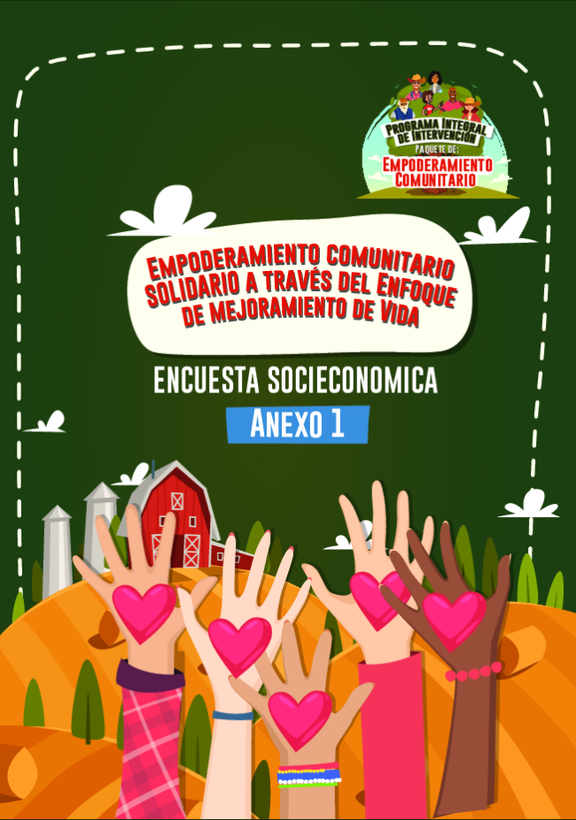 PROGRAMA INTEGRAL
DE INTERVENCIÓN
PAQUETE DE:
EMPODERAMIENTO
COMUNITARIO
EMPODERAMIENTO COMUNITARIO
SOLIDARIO A TRAVÉS DEL ENFOQUE
DE MEJORAMIENTO DE VIDA
ENCUESTA SOCIECONOMICA
ANEXO 1